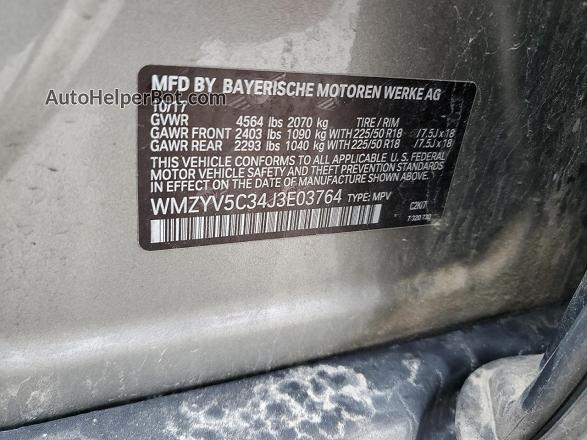 MFD BY BAYERISCHE MOTOREN WERKE AG
AutoHelperBot.com
10/17
GVWR 4564 lbs 2070 kg TIRE / RIM
GAWR FRONT 2403 lbs 1090 kg WITH 225/50 R18 /7.5J x 18
GAWR REAR 2293 lbs 1040 kg WITH 225/50 R18 /7.5J x 18
THIS VEHICLE CONFORMS TO ALL APPLICABLE U. S. FEDERAL
MOTOR VEHICLE SAFETY, BUMPER, AND THEFT PREVENTION
STANDARDS IN EFFECT ON THE DATE OF MANUFACTURE SHOWN ABOVE.
WMZYV5C34J3E03764 TYPE: MPV